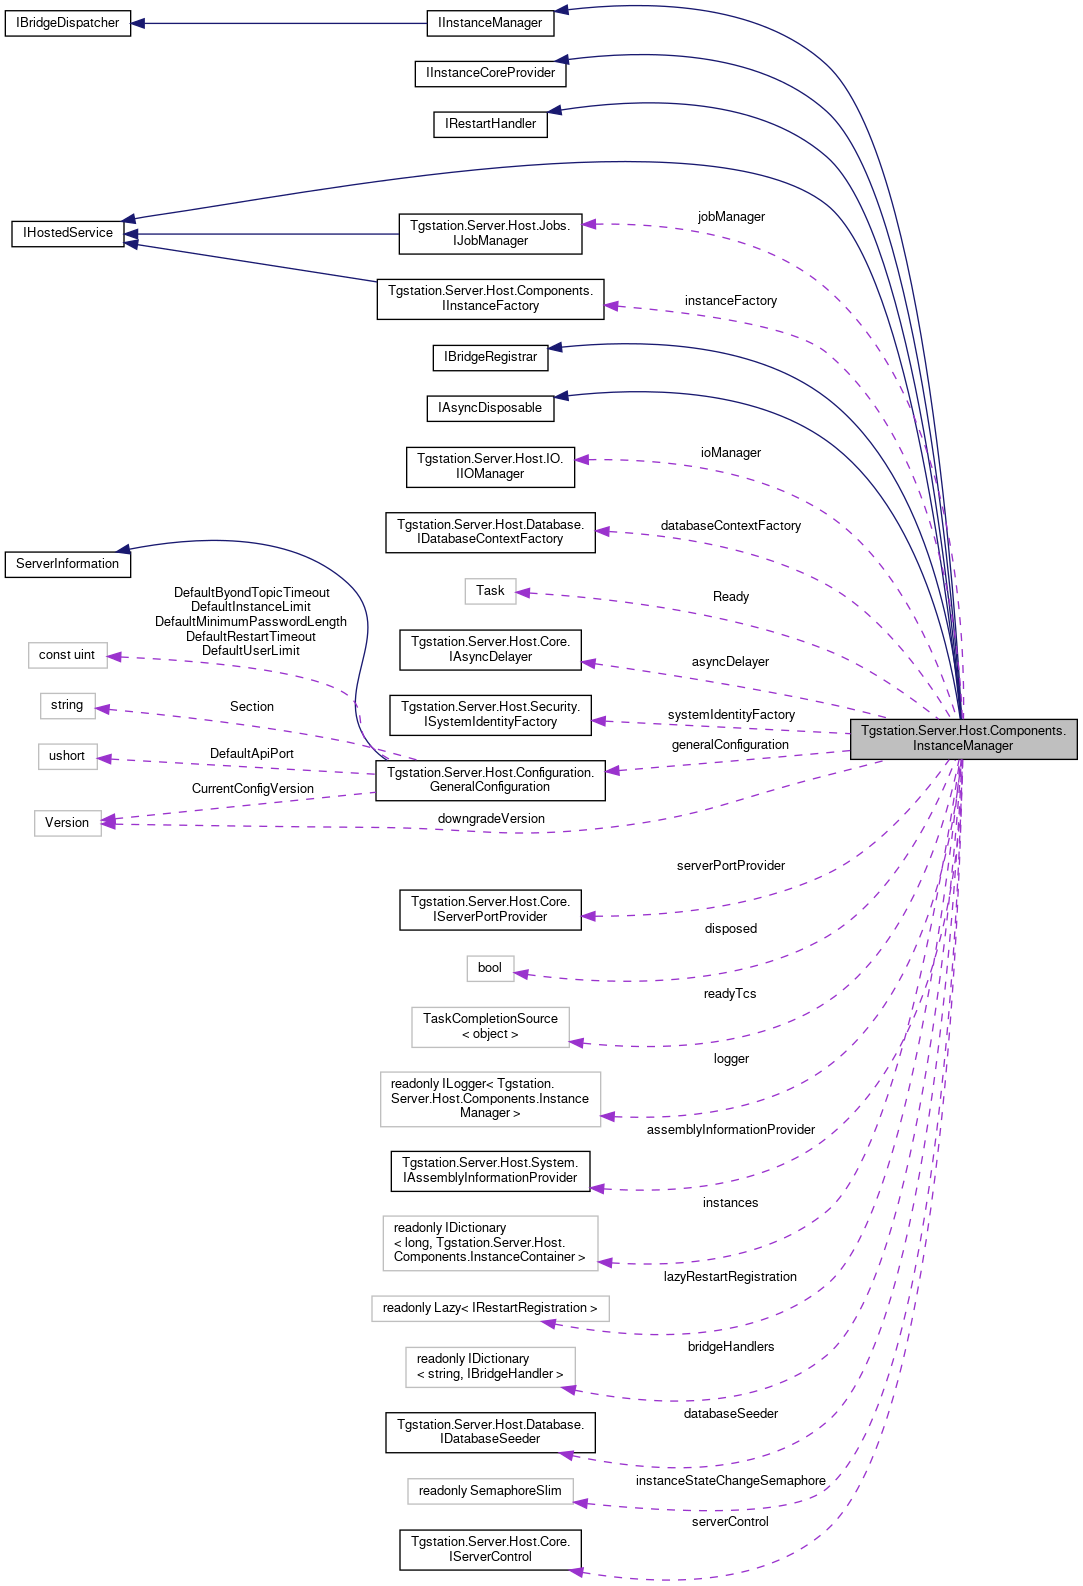 IBridgeDispatcher
IInstanceManager
IInstanceCoreProvider
IRestartHandler
IHostedService
Tgstation.Server.Host.Jobs.
IJobManager
jobManager
Tgstation.Server.Host.Components.
IInstanceFactory
instanceFactory
IBridgeRegistrar
IAsyncDisposable
Tgstation.Server.Host.IO.
IIOManager
ioManager
Tgstation.Server.Host.Database.
IDatabaseContextFactory
databaseContextFactory
ServerInformation
Task
Ready
DefaultByondTopicTimeout
DefaultInstanceLimit
DefaultMinimumPasswordLength
DefaultRestartTimeout
DefaultUserLimit
const uint
Tgstation.Server.Host.Core.
IAsyncDelayer
asyncDelayer
string
Section
Tgstation.Server.Host.Security.
ISystemIdentityFactory
systemIdentityFactory
Tgstation.Server.Host.Components.
InstanceManager
ushort
DefaultApiPort
Tgstation.Server.Host.Configuration.
GeneralConfiguration
generalConfiguration
CurrentConfigVersion
Version
downgradeVersion
Tgstation.Server.Host.Core.
IServerPortProvider
serverPortProvider
bool
disposed
TaskCompletionSource
< object >
readyTcs
readonly ILogger< Tgstation.
Server.Host.Components.Instance
Manager >
logger
Tgstation.Server.Host.System.
IAssemblyInformationProvider
assemblyInformationProvider
readonly IDictionary
< long, Tgstation.Server.Host.
Components.InstanceContainer >
instances
readonly Lazy< IRestartRegistration >
lazyRestartRegistration
readonly IDictionary
< string, IBridgeHandler >
bridgeHandlers
Tgstation.Server.Host.Database.
IDatabaseSeeder
databaseSeeder
readonly SemaphoreSlim
instanceStateChangeSemaphore
Tgstation.Server.Host.Core.
IServerControl
serverControl